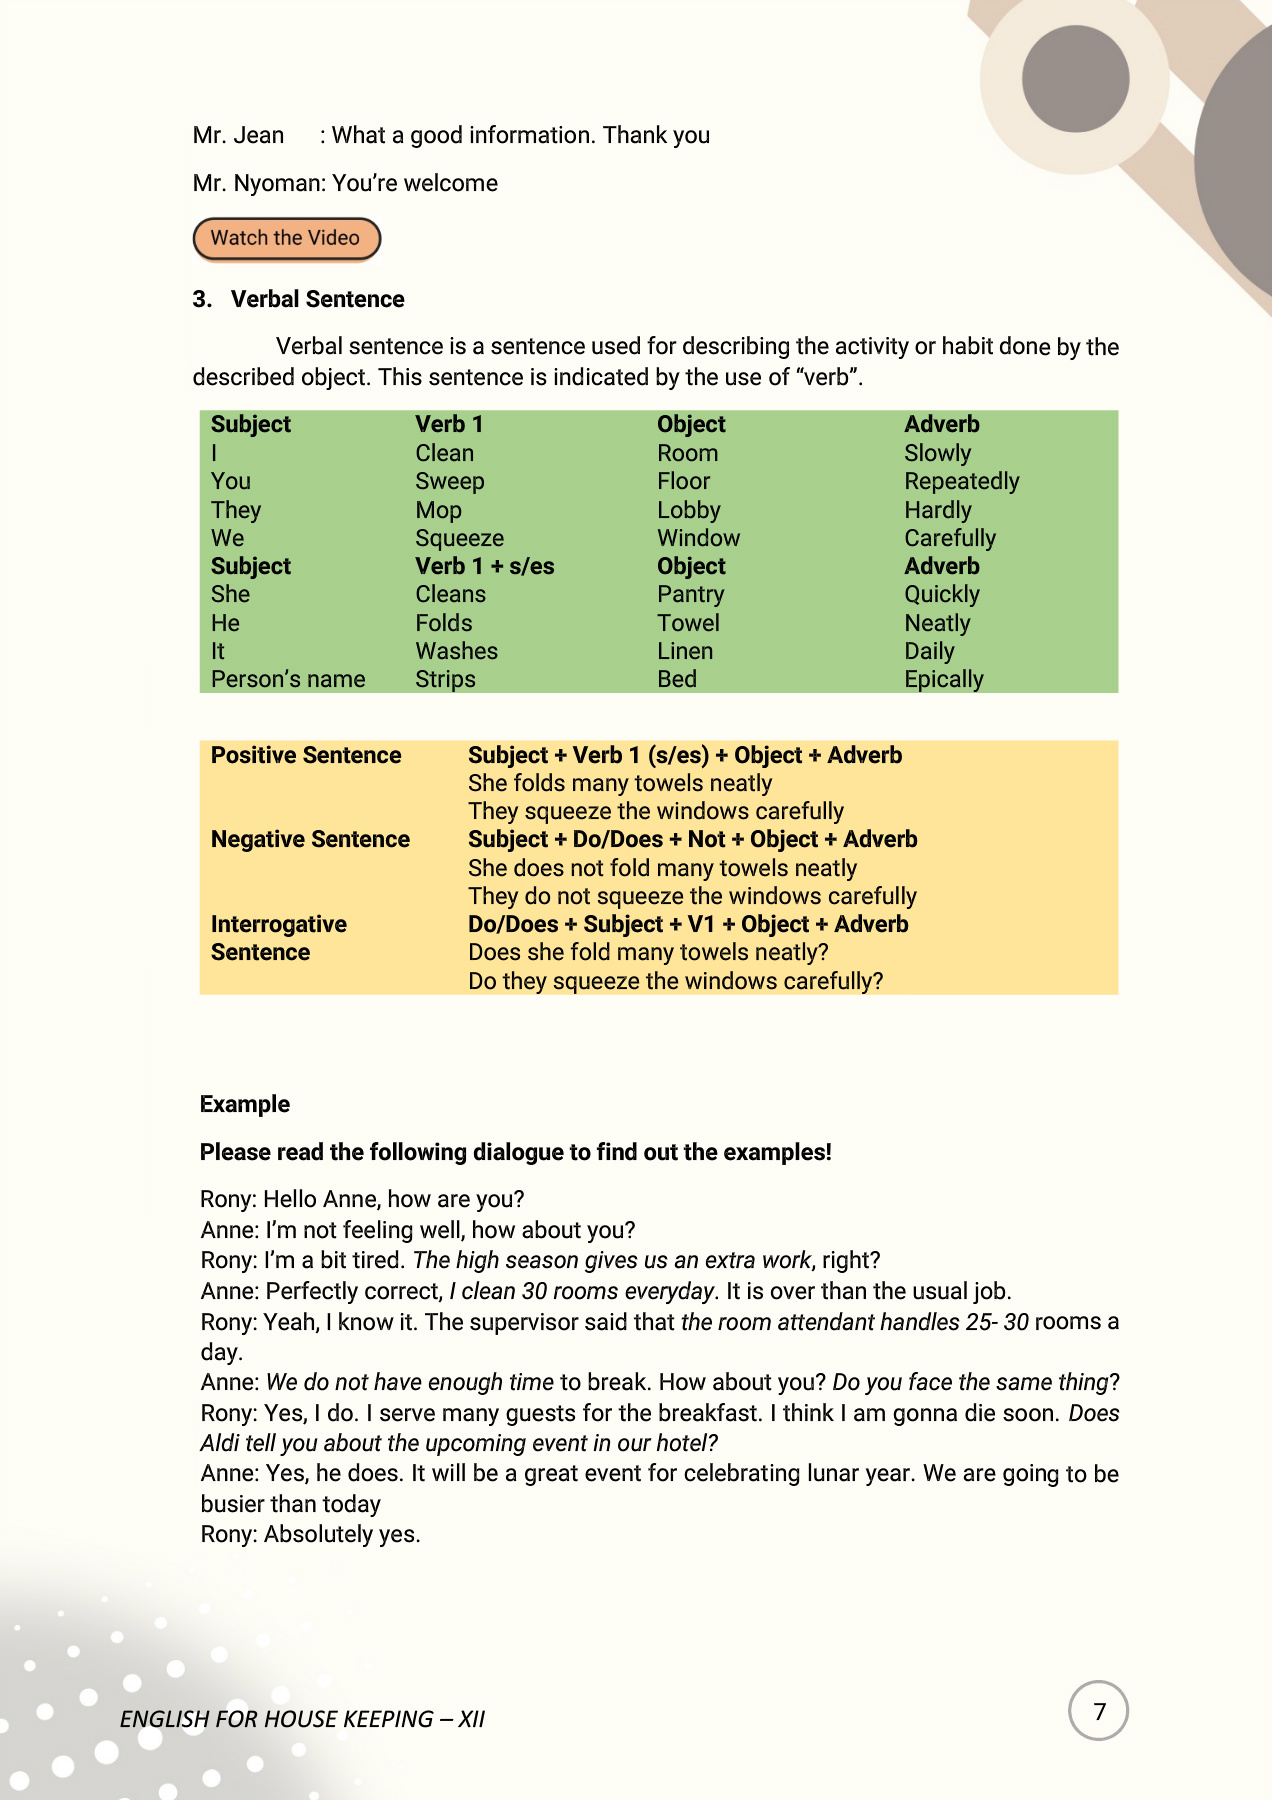 Mr. Jean : What a good information. Thank you
Mr. Nyoman: You’re welcome
Watch the Video
3. Verbal Sentence
Verbal sentence is a sentence used for describing the activity or habit done by the
described object. This sentence is indicated by the use of “verb”.
Subject Verb 1 Object Adverb
I Clean Room Slowly
You Sweep Floor Repeatedly
They Mop Lobby Hardly
We Squeeze Window Carefully
Subject Verb 1 + s/es Object Adverb
She Cleans Pantry Quickly
He Folds Towel Neatly
It Washes Linen Daily
Person’s name Strips Bed Epically
Positive Sentence Subject + Verb 1 (s/es) + Object + Adverb
She folds many towels neatly
They squeeze the windows carefully
Negative Sentence Subject + Do/Does + Not + Object + Adverb
She does not fold many towels neatly
They do not squeeze the windows carefully
Interrogative Do/Does + Subject + V1 + Object + Adverb
Sentence Does she fold many towels neatly?
Do they squeeze the windows carefully?
Example
Please read the following dialogue to find out the examples!
Rony: Hello Anne, how are you?
Anne: I’m not feeling well, how about you?
Rony: I’m a bit tired. The high season gives us an extra work, right?
Anne: Perfectly correct, I clean 30 rooms everyday. It is over than the usual job.
Rony: Yeah, I know it. The supervisor said that the room attendant handles 25- 30 rooms a
day.
Anne: We do not have enough time to break. How about you? Do you face the same thing?
Rony: Yes, I do. I serve many guests for the breakfast. I think I am gonna die soon. Does
Aldi tell you about the upcoming event in our hotel?
Anne: Yes, he does. It will be a great event for celebrating lunar year. We are going to be
busier than today
Rony: Absolutely yes.
ENGLISH FOR HOUSE KEEPING – XII
7